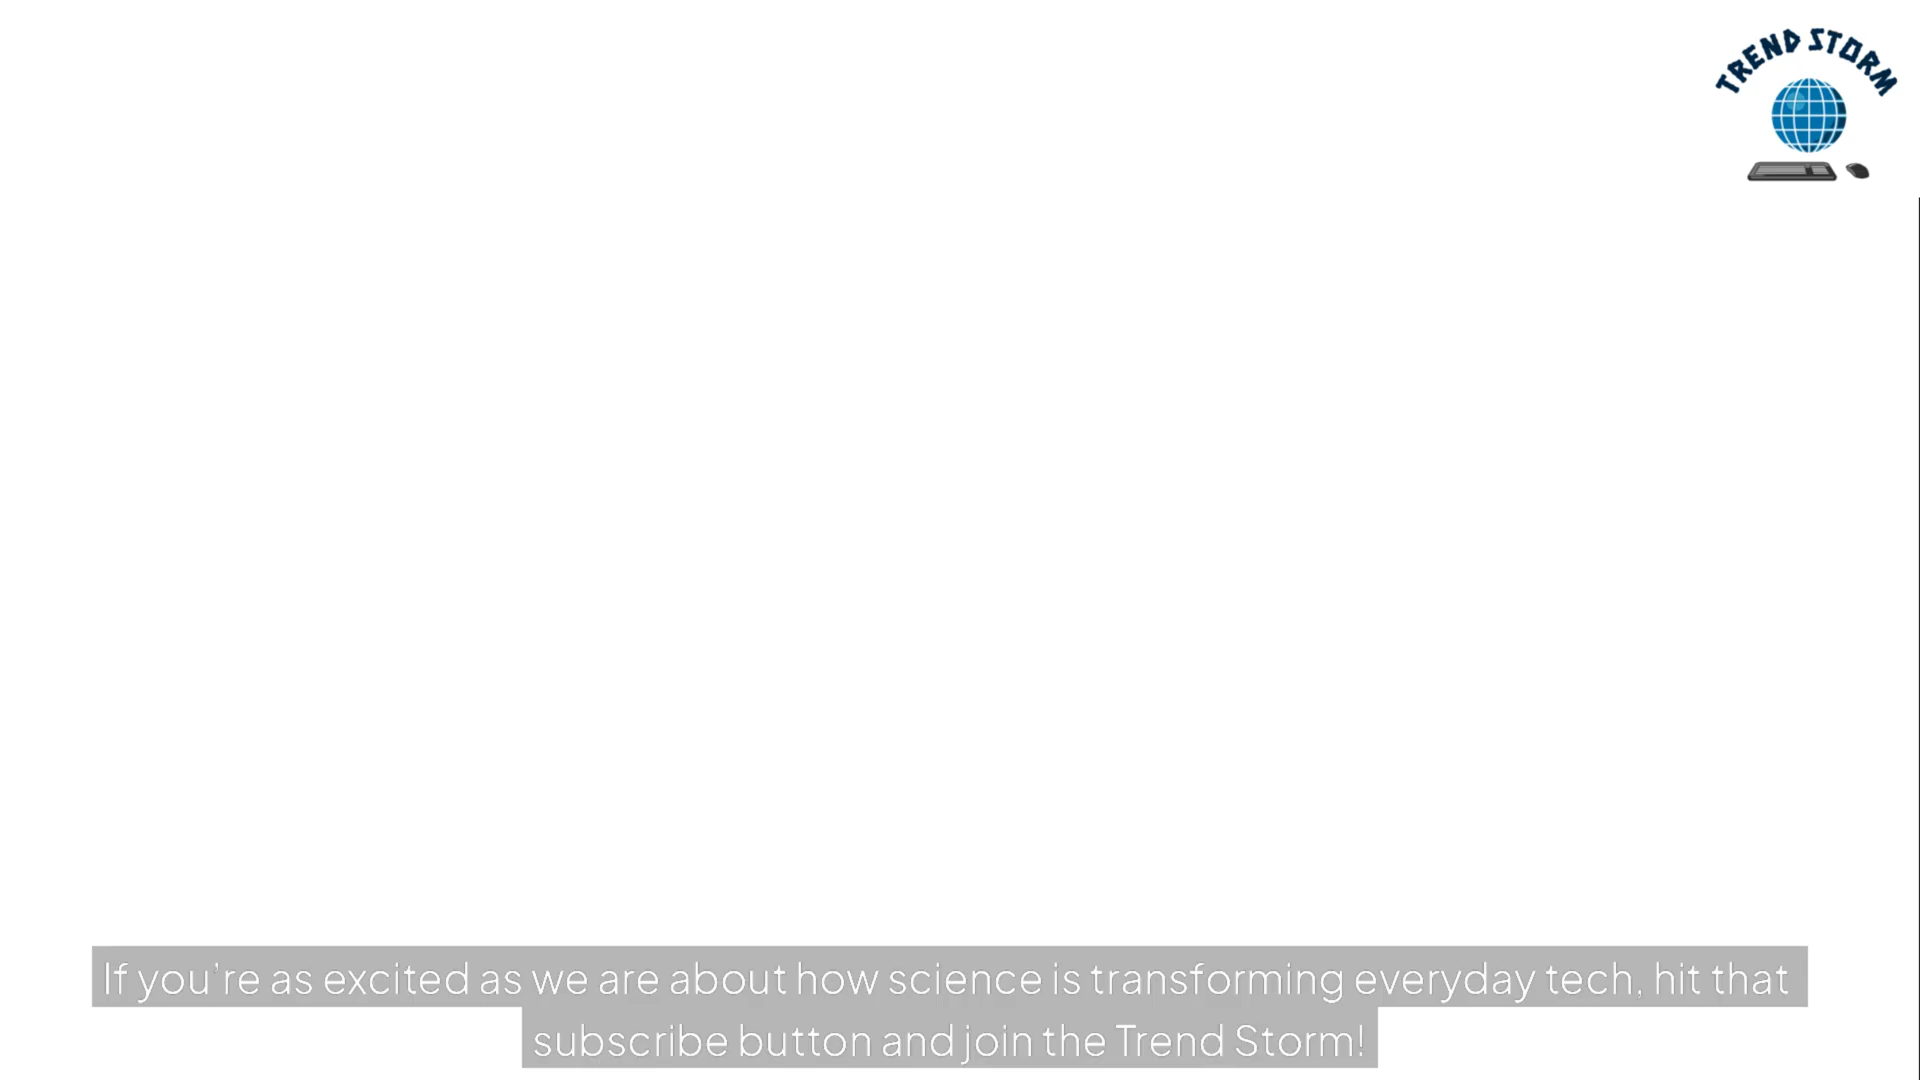 TREND STORM
If you're as excited as we are about how science is transforming everyday tech, hit that
subscribe button and join the Trend Storm!